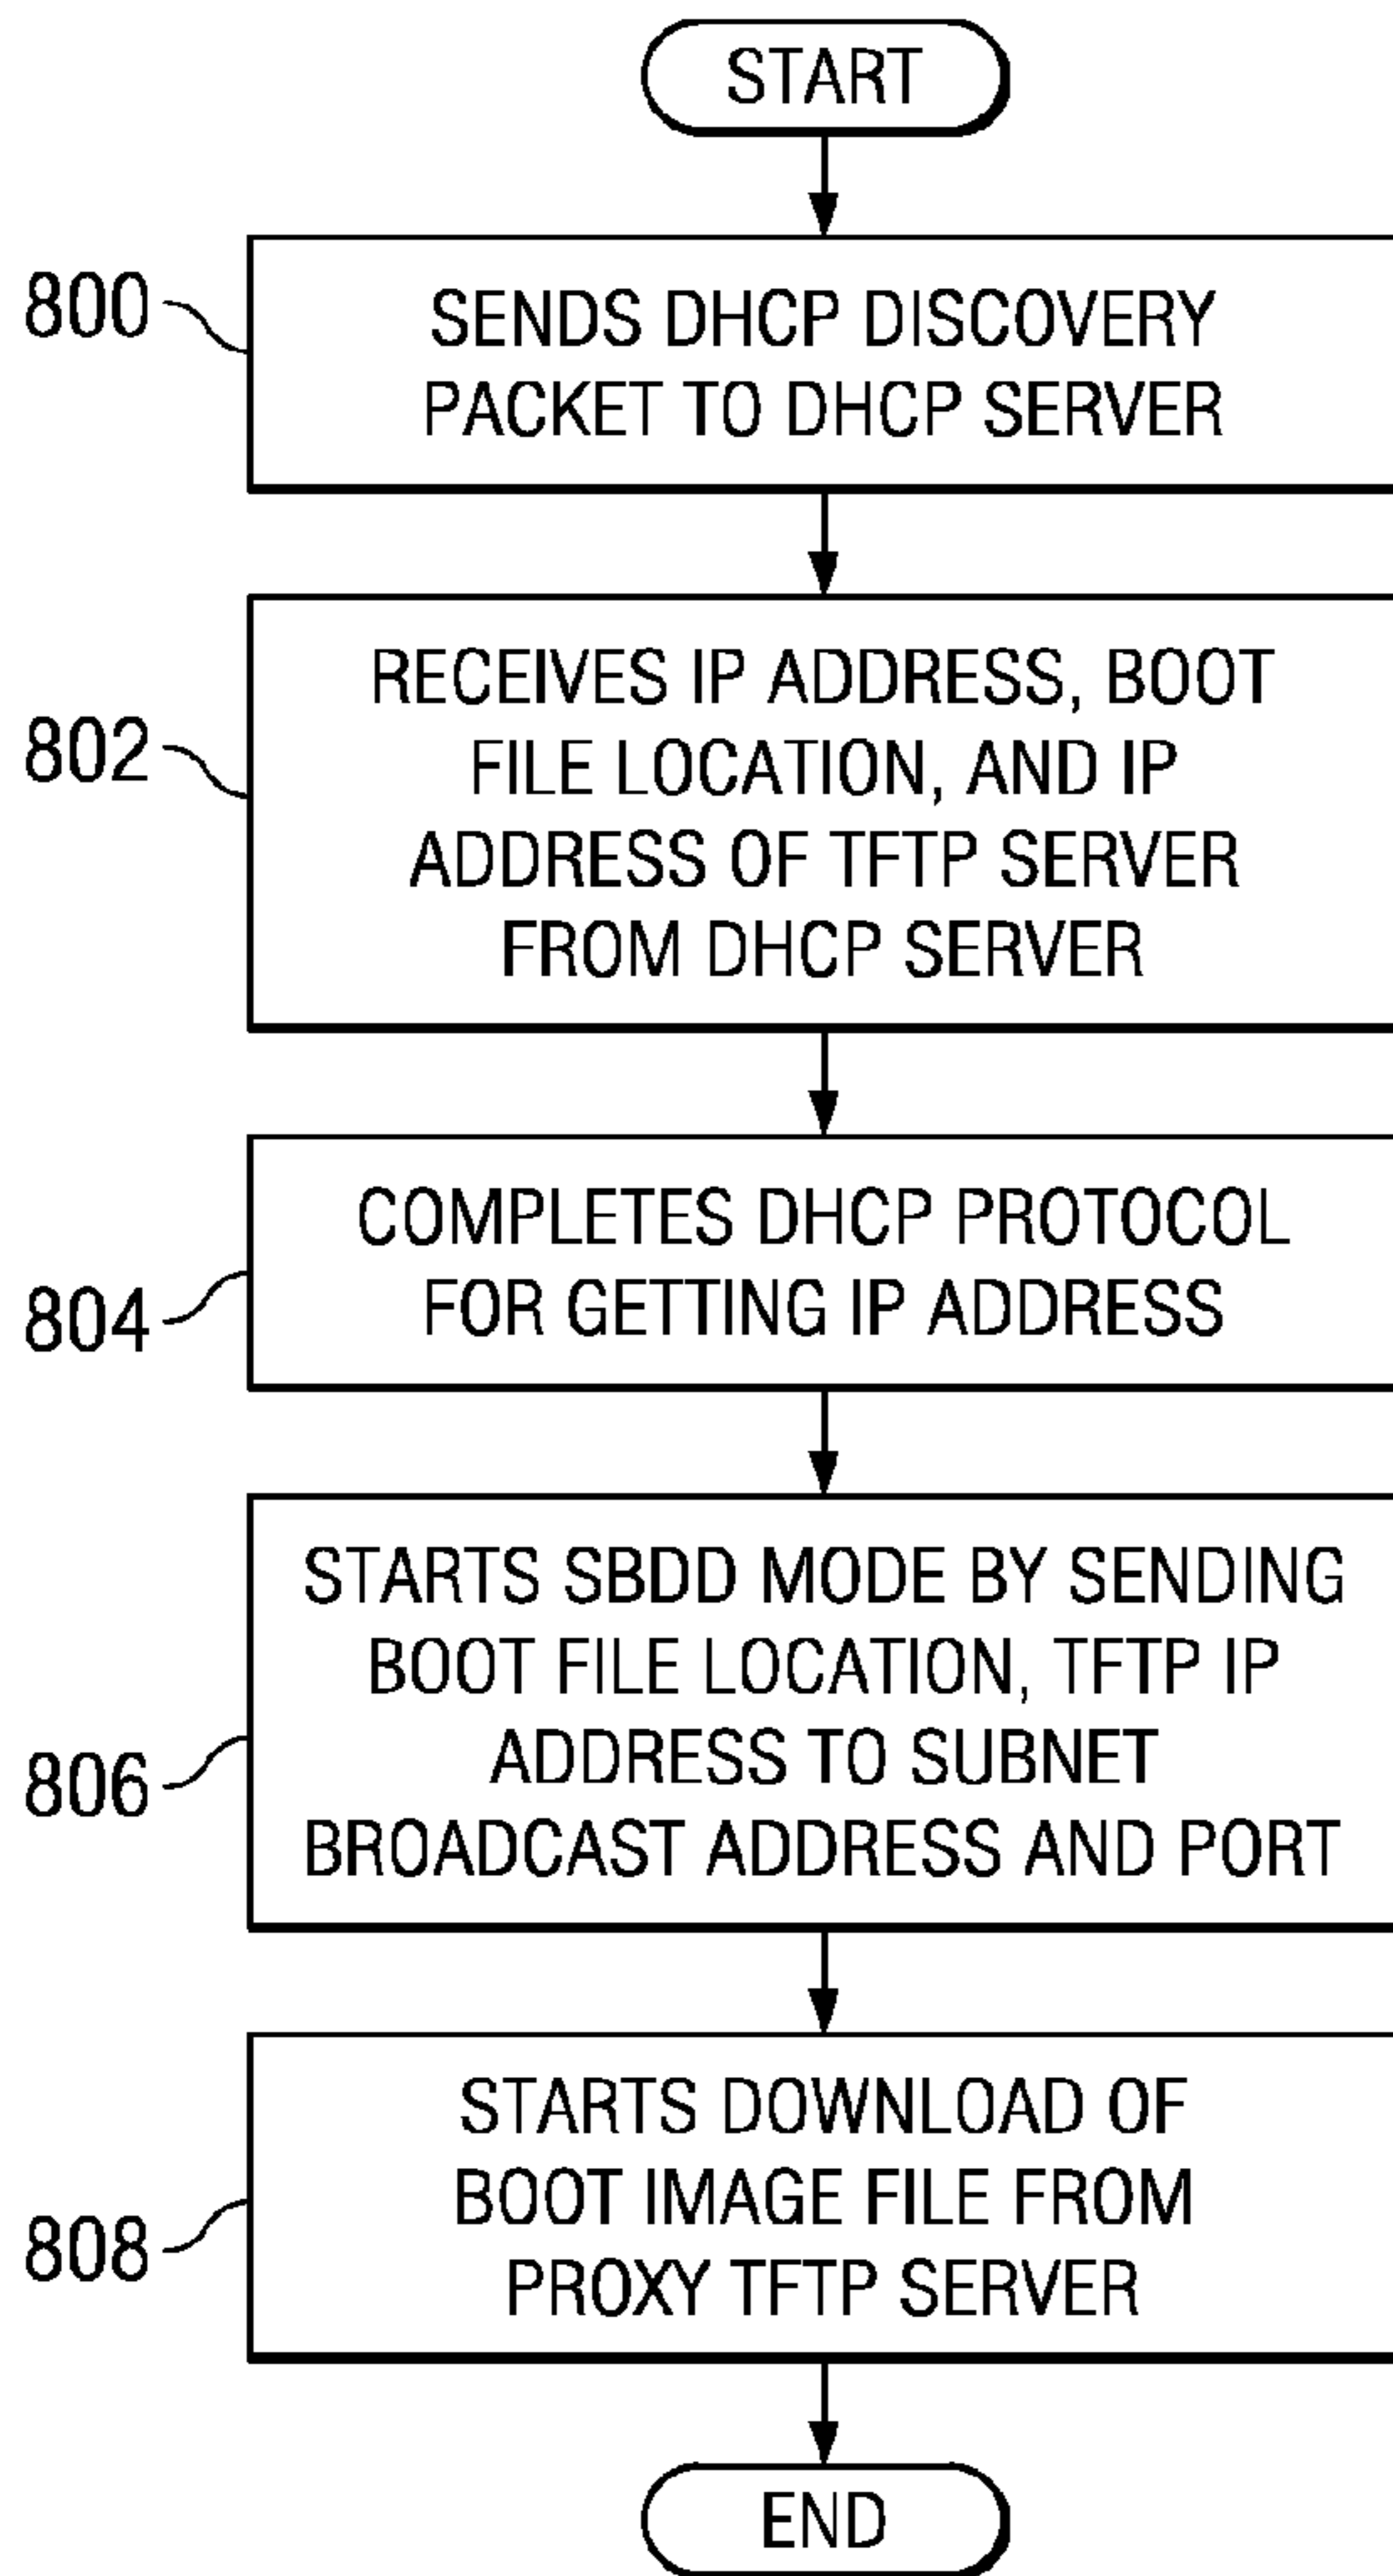 START
800
SENDS DHCP DISCOVERY
PACKET TO DHCP SERVER
802
RECEIVES IP ADDRESS, BOOT
FILE LOCATION, AND IP
ADDRESS OF TFTP SERVER
FROM DHCP SERVER
804
COMPLETES DHCP PROTOCOL
FOR GETTING IP ADDRESS
806
STARTS SBDD MODE BY SENDING
BOOT FILE LOCATION, TFTP IP
ADDRESS TO SUBNET
BROADCAST ADDRESS AND PORT
808
STARTS DOWNLOAD OF
BOOT IMAGE FILE FROM
PROXY TFTP SERVER
END